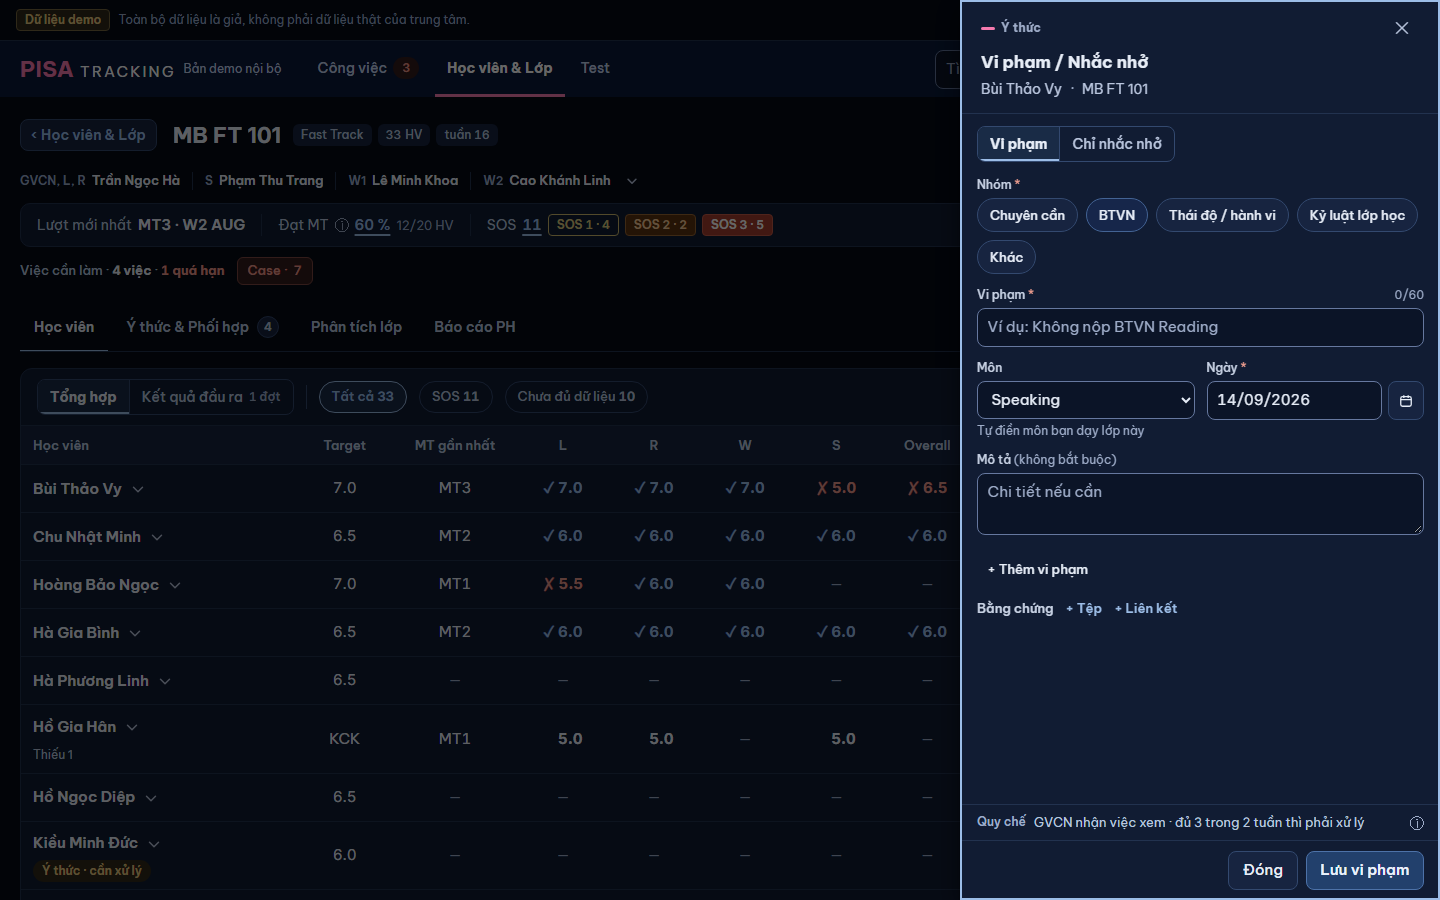 Dữ liệu demo Toàn bộ dữ liệu là giả, không phải dữ liệu thật của trung tâm.
PISA TRACKING Bản demo nội bộ Công việc 3 Học viên & Lớp Test
‹ Học viên & Lớp MB FT 101 Fast Track 33 HV tuần 16
GVCN, L, R Trần Ngọc Hà S Phạm Thu Trang W1 Lê Minh Khoa W2 Cao Khánh Linh
Lượt mới nhất MT3 · W2 AUG Đạt MT 60 % 12/20 HV SOS 11 SOS 1 · 4 SOS 2 · 2 SOS 3 · 5
Việc cần làm · 4 việc · 1 quá hạn Case · 7
Học viên Ý thức & Phối hợp 4 Phân tích lớp Báo cáo PH
Tổng hợp Kết quả đầu ra 1 đợt Tất cả 33 SOS 11 Chưa đủ dữ liệu 10
Học viên Target MT gần nhất L R W S Overall
Bùi Thảo Vy 7.0 MT3 ✓ 7.0 ✓ 7.0 ✓ 7.0 ✗ 5.0 ✗ 6.5
Chu Nhật Minh 6.5 MT2 ✓ 6.0 ✓ 6.0 ✓ 6.0 ✓ 6.0 ✓ 6.0
Hoàng Bảo Ngọc 7.0 MT1 ✗ 5.5 ✓ 6.0 ✓ 6.0 — —
Hà Gia Bình 6.5 MT2 ✓ 6.0 ✓ 6.0 ✓ 6.0 ✓ 6.0 ✓ 6.0
Hà Phương Linh 6.5 — — — — — —
Hồ Gia Hân KCK MT1 5.0 5.0 — 5.0 —
Thiếu 1
Hồ Ngọc Diệp 6.5 — — — — — —
Kiều Minh Đức 6.0 — — — — — —
Ý thức · cần xử lý
Ý thức
Vi phạm / Nhắc nhở
Bùi Thảo Vy · MB FT 101
Vi phạm Chỉ nhắc nhở
Nhóm *
Chuyên cần BTVN Thái độ / hành vi Kỷ luật lớp học
Khác
Vi phạm * 0/60
Ví dụ: Không nộp BTVN Reading
Môn Ngày *
Speaking 14/09/2026
Tự điền môn bạn dạy lớp này
Mô tả (không bắt buộc)
Chi tiết nếu cần
+ Thêm vi phạm
Bằng chứng + Tệp + Liên kết
Quy chế GVCN nhận việc xem · đủ 3 trong 2 tuần thì phải xử lý
Đóng Lưu vi phạm